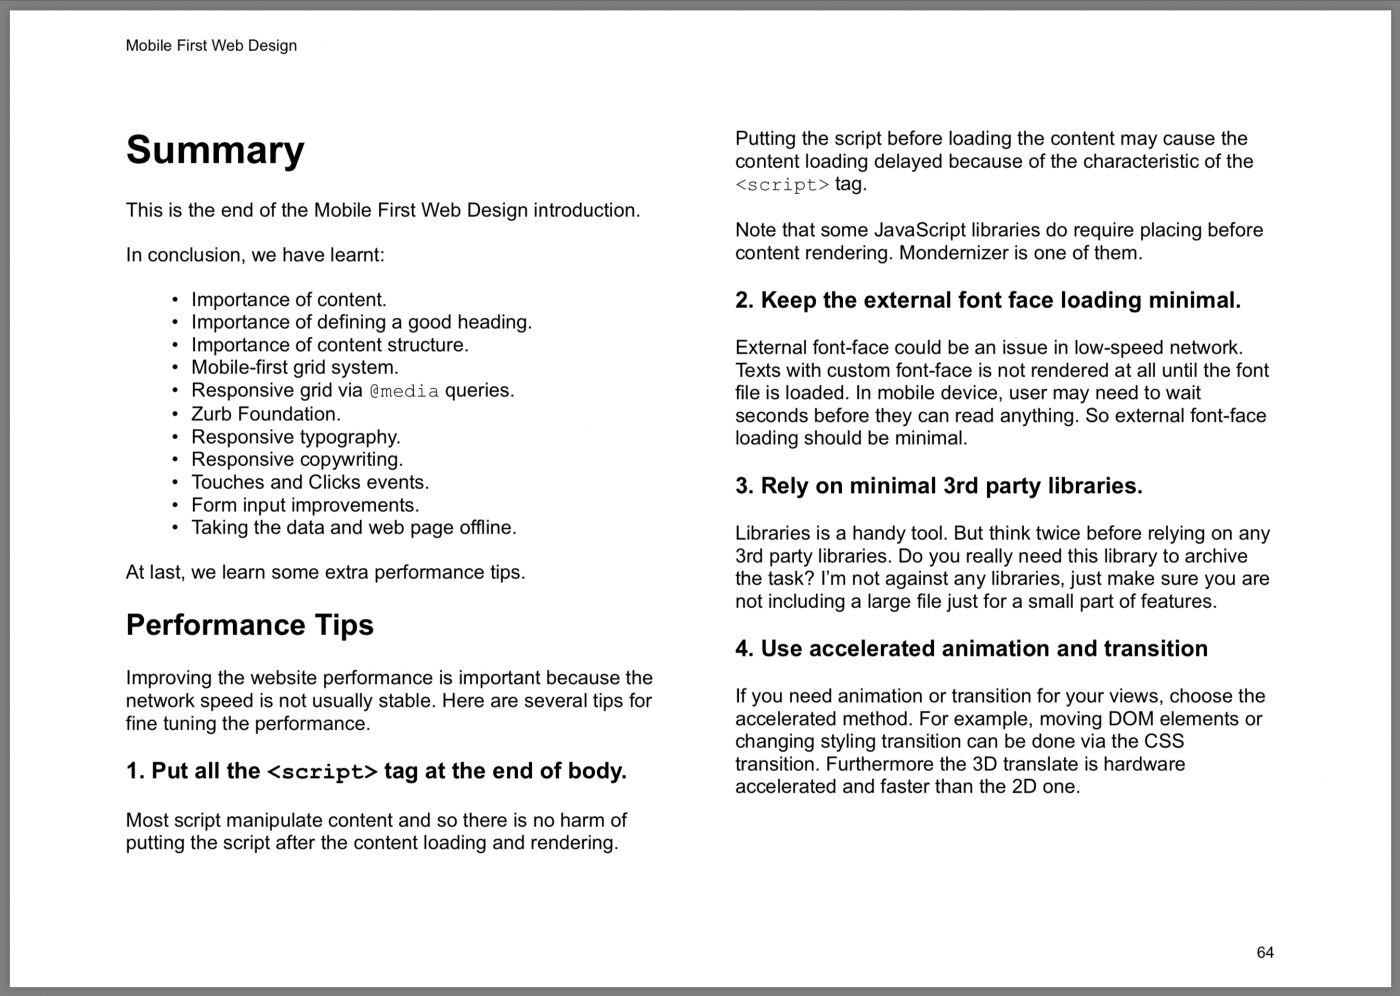 Mobile First Web Design
Summary
This is the end of the Mobile First Web Design introduction.
In conclusion, we have learnt:
• Importance of content.
• Importance of defining a good heading.
• Importance of content structure.
• Mobile-first grid system.
• Responsive grid via @media queries.
• Zurb Foundation.
• Responsive typography.
• Responsive copywriting.
• Touches and Clicks events.
• Form input improvements.
• Taking the data and web page offline.
At last, we learn some extra performance tips.
Performance Tips
Improving the website performance is important because the
network speed is not usually stable. Here are several tips for
fine tuning the performance.
1. Put all the <script> tag at the end of body.
Most script manipulate content and so there is no harm of
putting the script after the content loading and rendering.
Putting the script before loading the content may cause the
content loading delayed because of the characteristic of the
<script> tag.
Note that some JavaScript libraries do require placing before
content rendering. Mondernizer is one of them.
2. Keep the external font face loading minimal.
External font-face could be an issue in low-speed network.
Texts with custom font-face is not rendered at all until the font
file is loaded. In mobile device, user may need to wait
seconds before they can read anything. So external font-face
loading should be minimal.
3. Rely on minimal 3rd party libraries.
Libraries is a handy tool. But think twice before relying on any
3rd party libraries. Do you really need this library to archive
the task? I’m not against any libraries, just make sure you are
not including a large file just for a small part of features.
4. Use accelerated animation and transition
If you need animation or transition for your views, choose the
accelerated method. For example, moving DOM elements or
changing styling transition can be done via the CSS
transition. Furthermore the 3D translate is hardware
accelerated and faster than the 2D one.
64